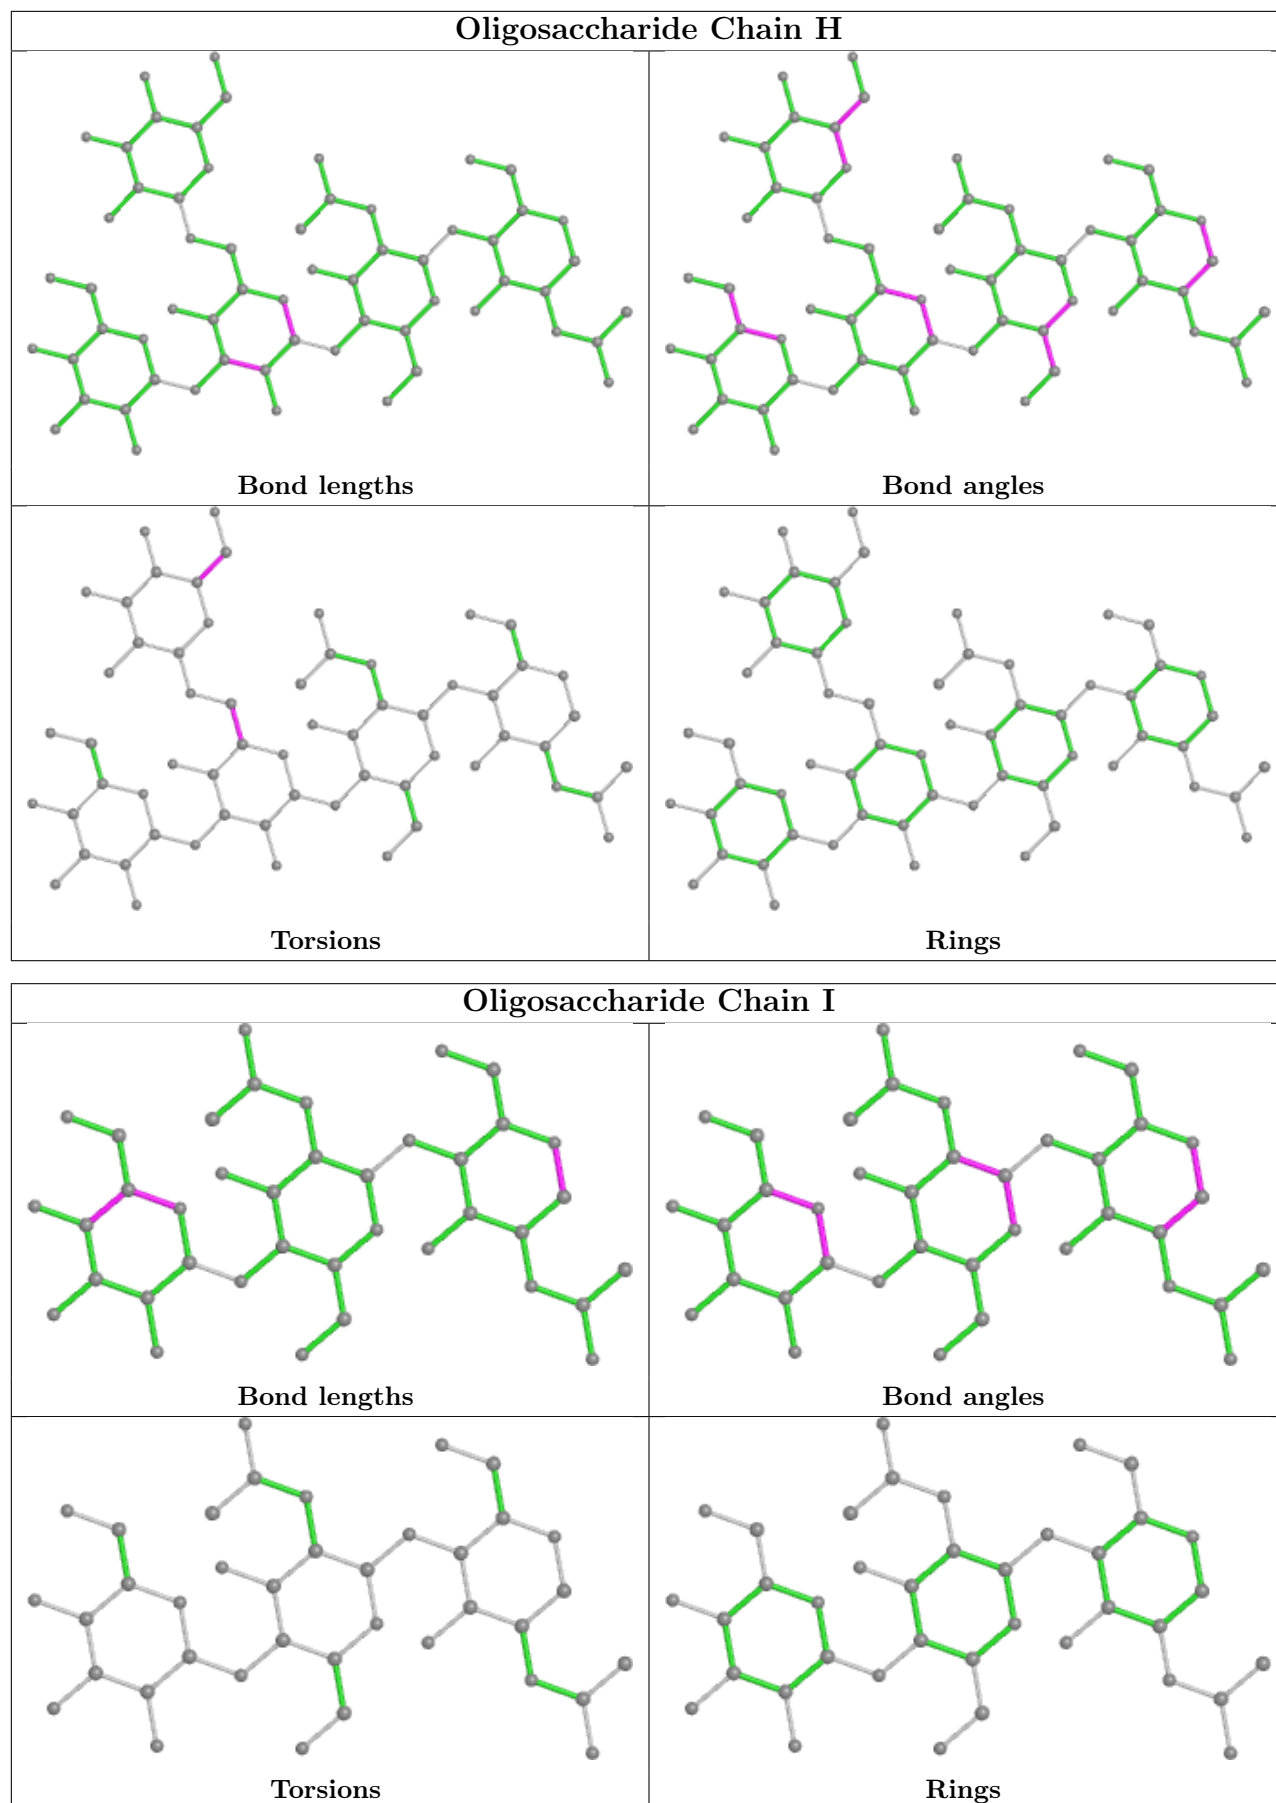 Oligosaccharide Chain H
Bond lengths
Bond angles
Torsions
Rings
Oligosaccharide Chain I
Bond lengths
Bond angles
Torsions
Rings